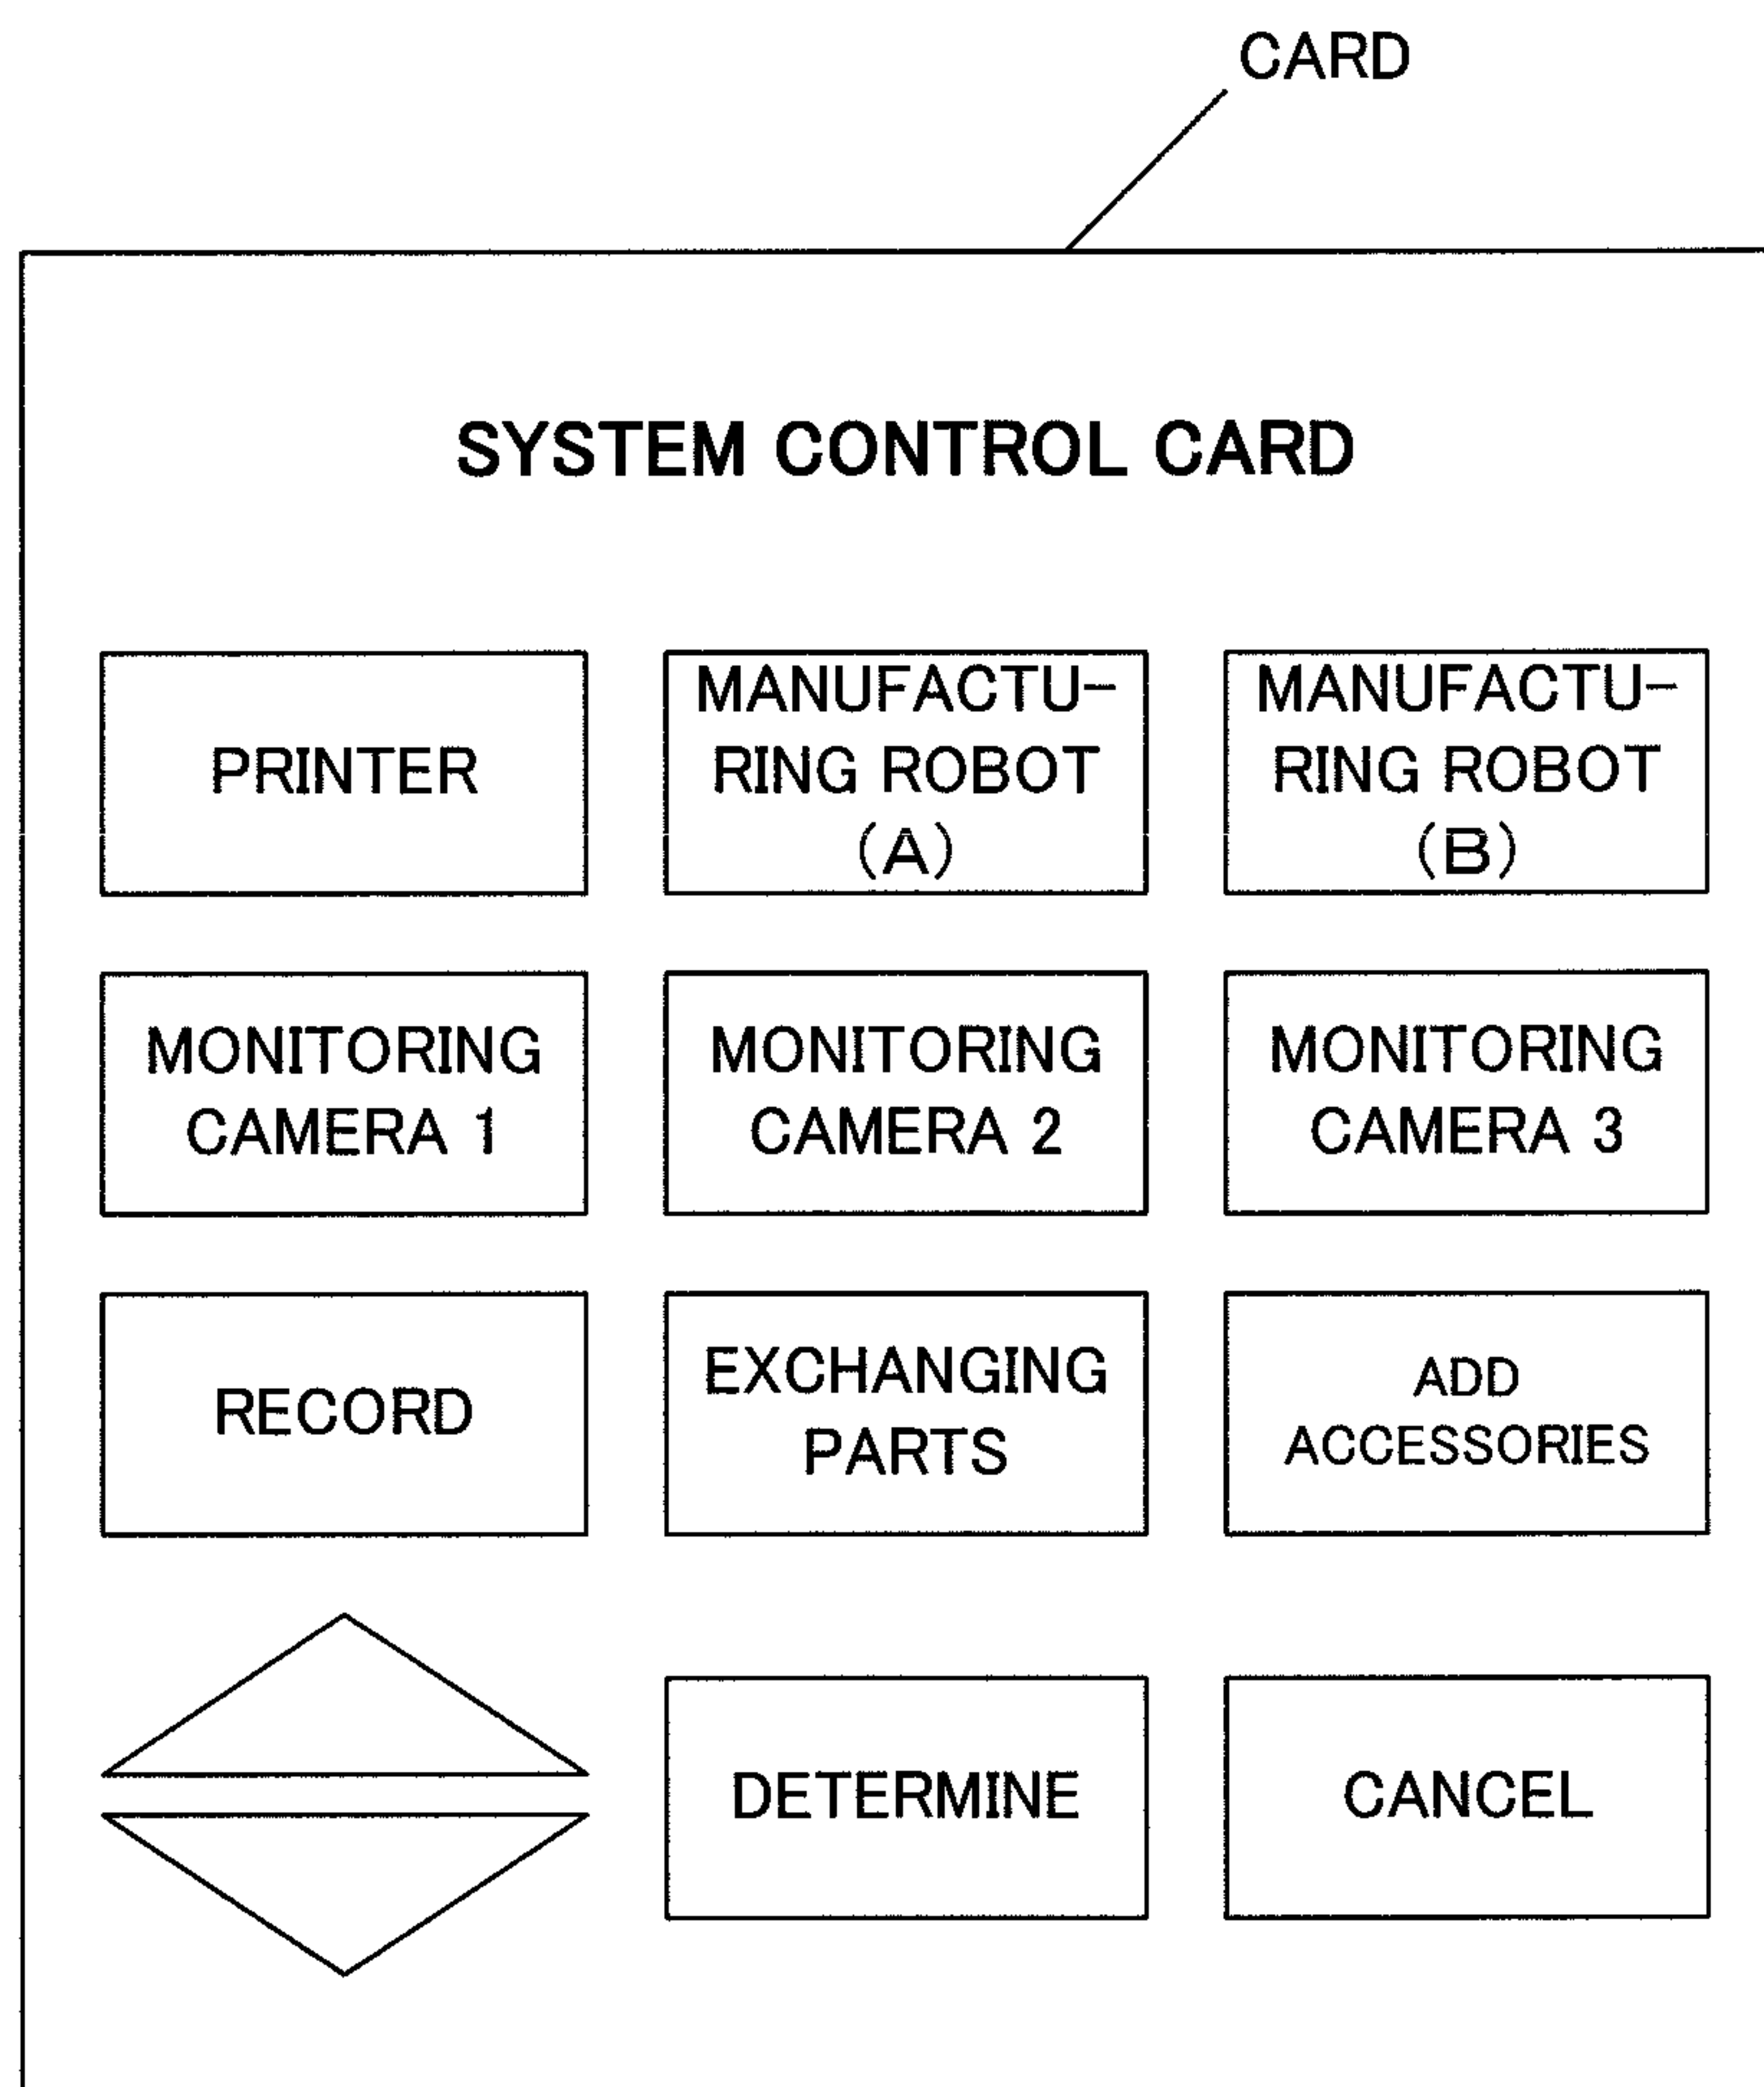 CARD
SYSTEM CONTROL CARD
PRINTER
MANUFACTU-
RING ROBOT
(A)
MANUFACTU-
RING ROBOT
(B)
MONITORING
CAMERA 1
MONITORING
CAMERA 2
MONITORING
CAMERA 3
RECORD
EXCHANGING
PARTS
ADD
ACCESSORIES
DETERMINE
CANCEL